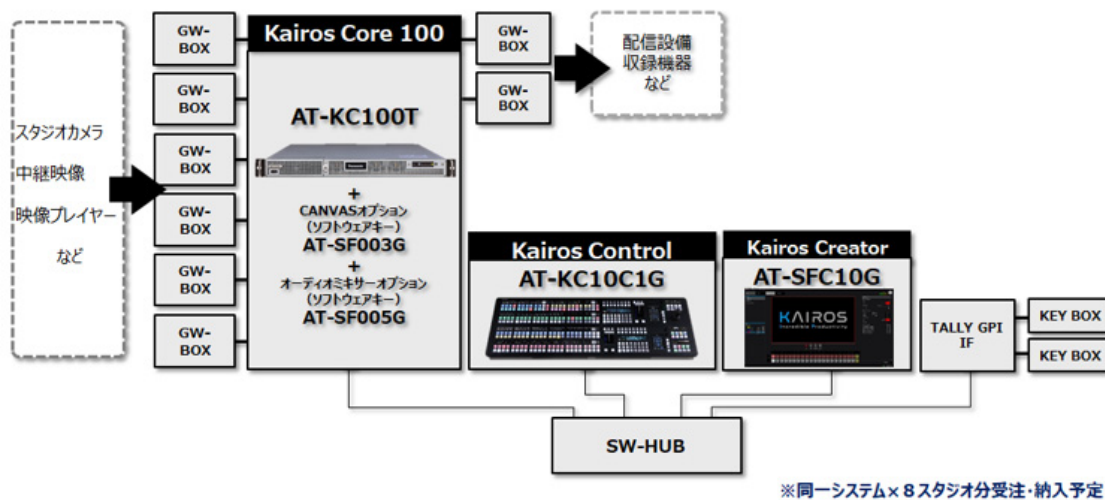 スタジオカメラ
中継映像
映像プレイヤー
など
GW-
BOX
GW-
BOX
GW-
BOX
GW-
BOX
GW-
BOX
GW-
BOX
Kairos Core 100
AT-KC100T
+
CANVASオプション
(ソフトウェアキー)
AT-SF003G
+
オーディオミキサーオプション
(ソフトウェアキー)
AT-SF005G
GW-
BOX
GW-
BOX
配信設備
収録機器
など
Kairos Control
AT-KC10C1G
Kairos Creator
AT-SFC10G
KAIROS
Incredible Productivity
TALLY GPI
IF
KEY BOX
KEY BOX
SW-HUB
※同一システム×8スタジオ分受注・納入予定